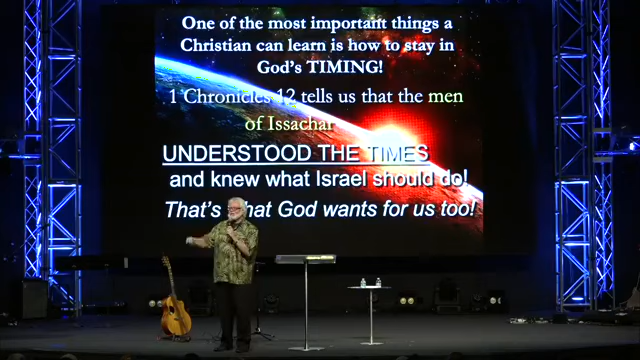 One of the most important things a
Christian can learn is how to stay in
God's TIMING!
1 Chronicles 12 tells us that the men
of Issachar
UNDERSTOOD THE TIMES
and knew what Israel should do!
That's what God wants for us too!